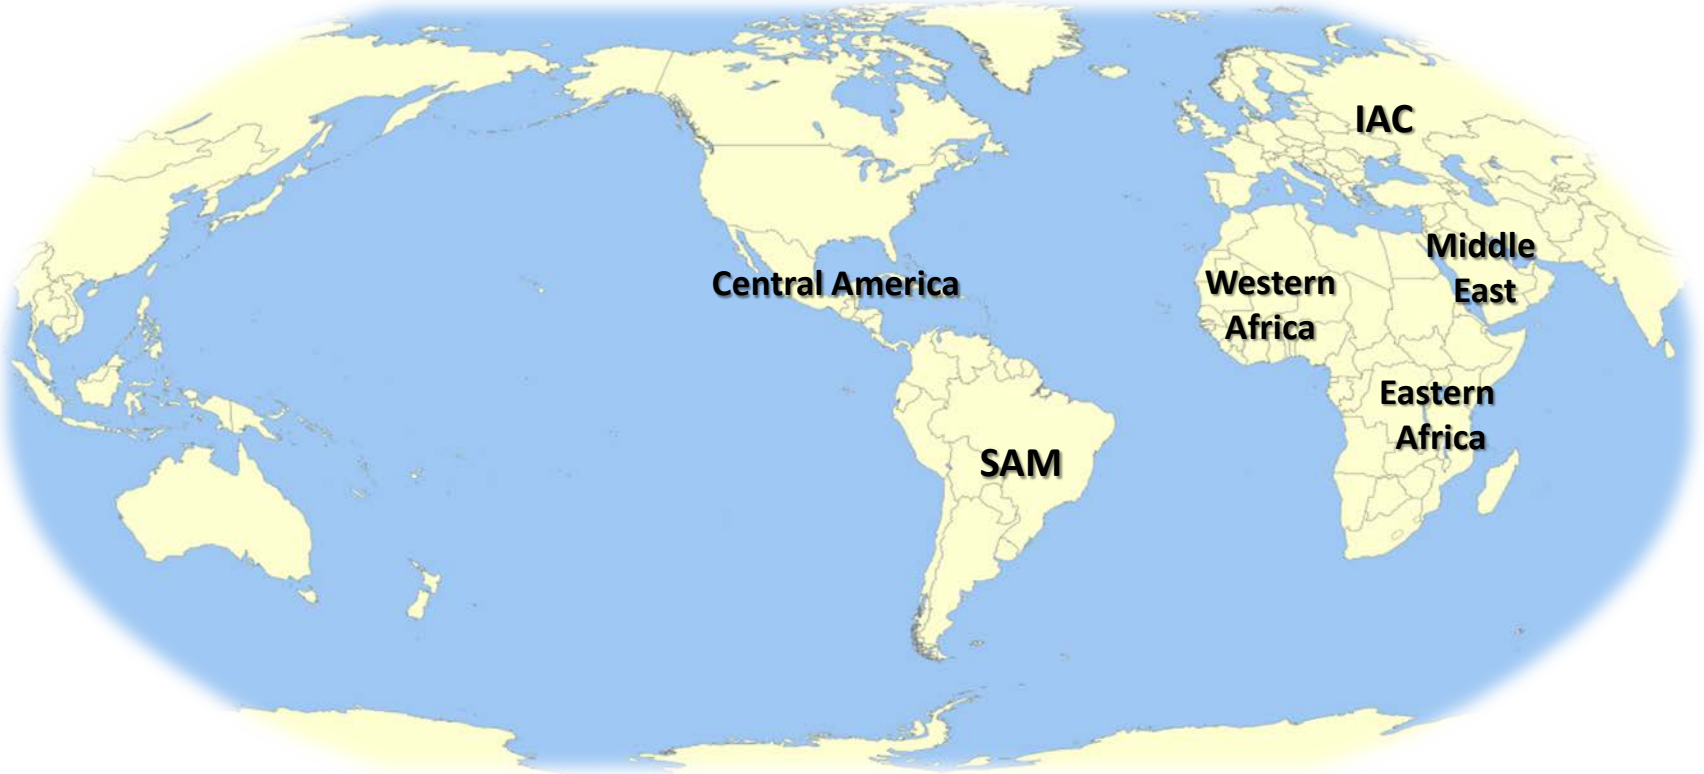 IAC
Middle
East
Central America
Western
Africa
Eastern
Africa
SAM